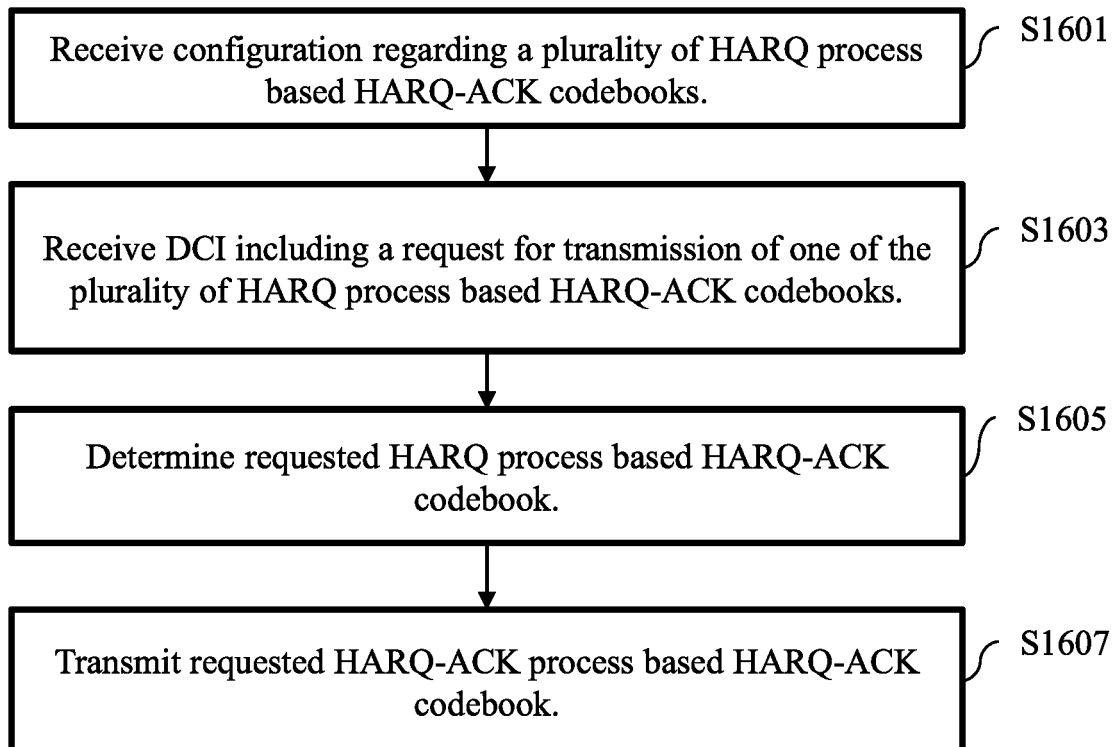 Receive configuration regarding a plurality of HARQ process
based HARQ-ACK codebooks.
S1601
Receive DCI including a request for transmission of one of the
plurality of HARQ process based HARQ-ACK codebooks.
S1603
Determine requested HARQ process based HARQ-ACK
codebook.
S1605
Transmit requested HARQ-ACK process based HARQ-ACK
codebook.
S1607